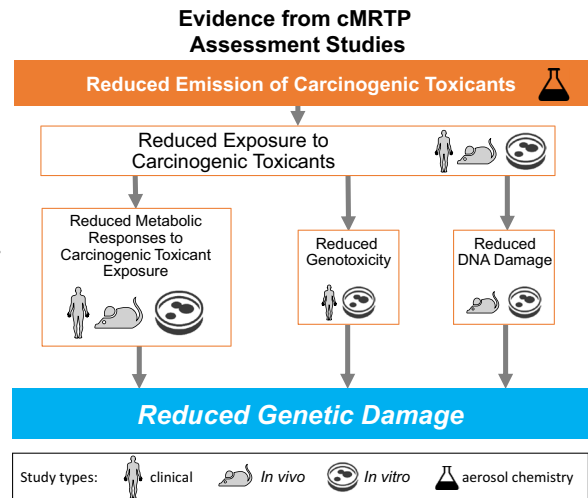 Evidence from cMRTP
Assessment Studies
Reduced Emission of Carcinogenic Toxicants
Reduced Exposure to
Carcinogenic Toxicants
Reduced Metabolic
Responses to
Carcinogenic Toxicant
Exposure
Reduced
Genotoxicity
Reduced
DNA Damage
Reduced Genetic Damage
Study types: clinical In vivo In vitro aerosol chemistry